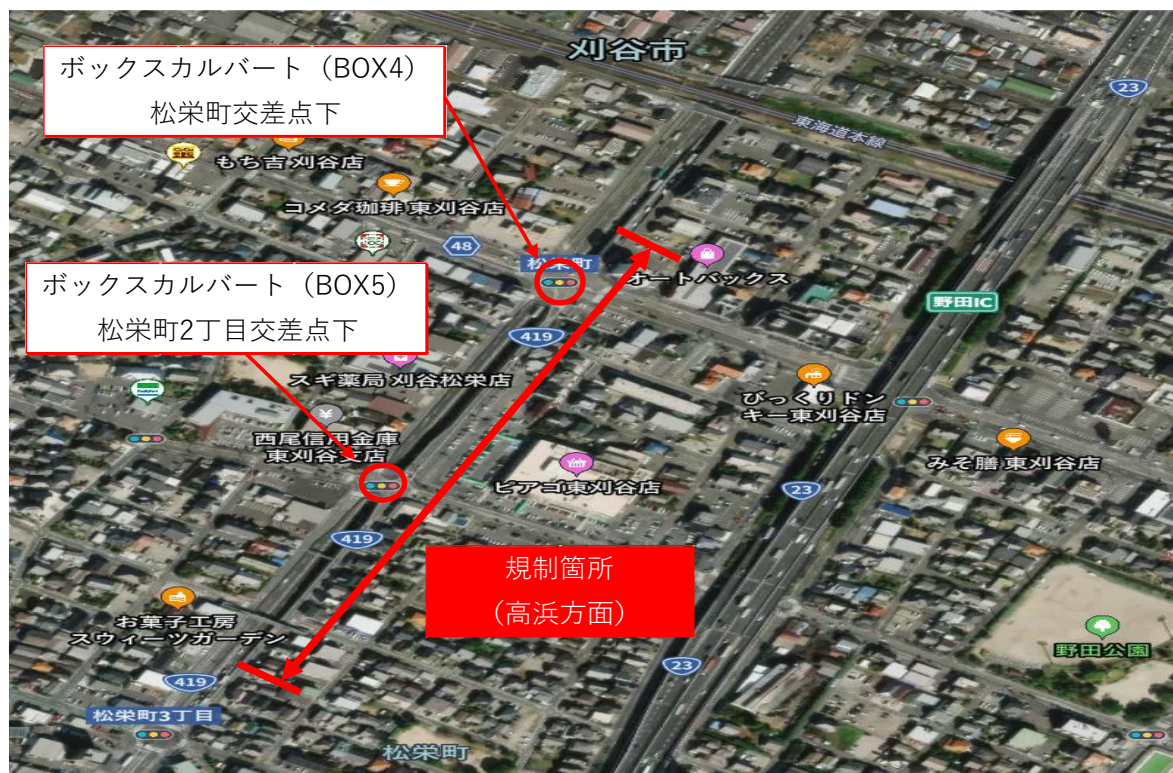 刈谷市
ボックスカルバート（BOX4）
松栄町交差点下
23
東海道本線
もち吉 刈谷店
コメダ珈琲 東刈谷店
48
松栄町
オートバックス
ボックスカルバート（BOX5）
松栄町2丁目交差点下
野田IC
419
スギ薬局 刈谷松栄店
びっくりドン
キー東刈谷店
西尾信用金庫
東刈谷支店
みそ膳 東刈谷店
ピアゴ東刈谷店
23
419
規制箇所
（高浜方面）
お菓子工房
スウィーツガーデン
野田公園
23
419
松栄町3丁目
松栄町